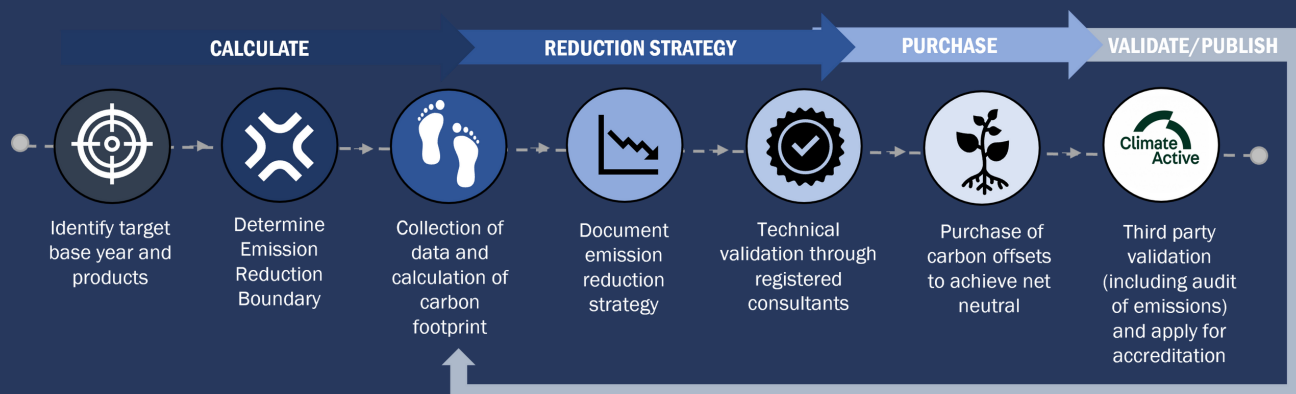 CALCULATE
REDUCTION STRATEGY
PURCHASE
VALIDATE/PUBLISH
Identify target
base year and
products
Determine
Emission
Reduction
Boundary
Collection of
data and
calculation of
carbon
footprint
Document
emission
reduction
strategy
Technical
validation through
registered
consultants
Purchase of
carbon offsets
to achieve net
neutral
Climate
Active
Third party
validation
(including audit
of emissions)
and apply for
accreditation